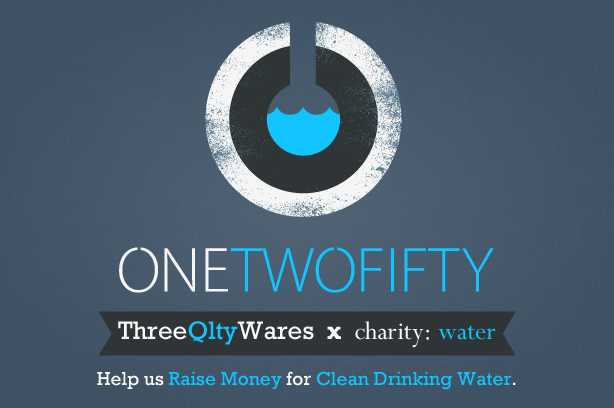 ONETWOFIFTY
ThreeQltyWares x charity: water
Help us Raise Money for Clean Drinking Water.